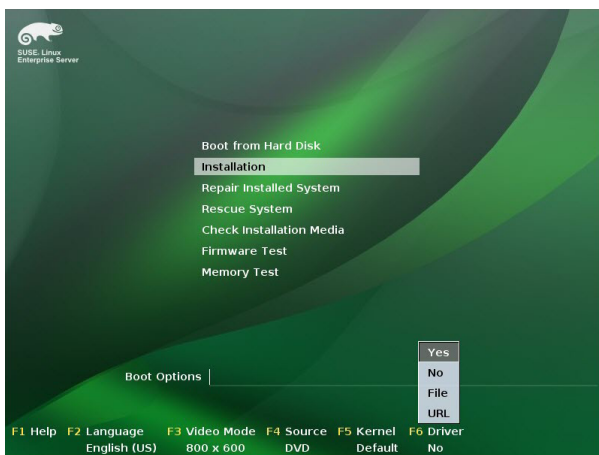 SUSE. Linux
Enterprise Server
Boot from Hard Disk
Installation
Repair Installed System
Rescue System
Check Installation Media
Firmware Test
Memory Test
Yes
No
File
URL
Boot Options
F1 Help F2 Language F3 Video Mode F4 Source F5 Kernel F6 Driver
English (US) 800 x 600 DVD Default No